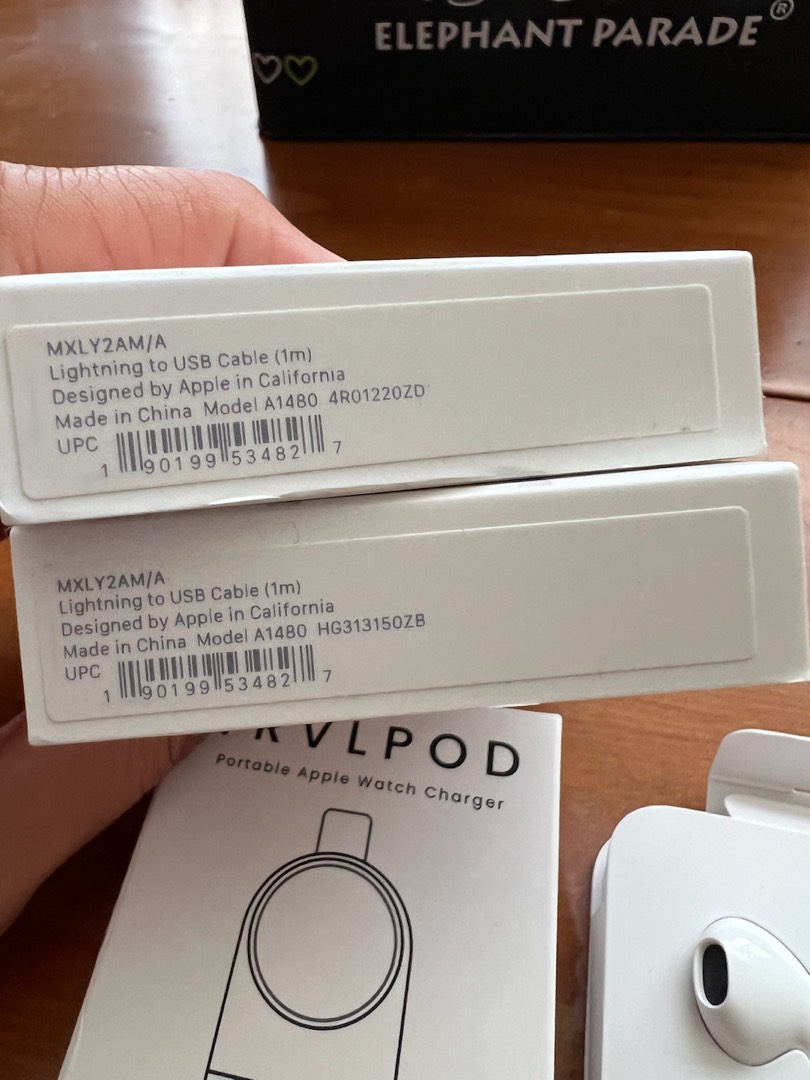 ELEPHANT PARADE®
MXLY2AM/A
Lightning to USB Cable (1m)
Designed by Apple in California
Made in China Model A1480 4R01220ZD
UPC
1 90199 53482 7
MXLY2AM/A
Lightning to USB Cable (1m)
Designed by Apple in California
Made in China Model A1480 HG313150ZB
UPC
1 90199 53482 7
RVLPOD
Portable Apple Watch Charger